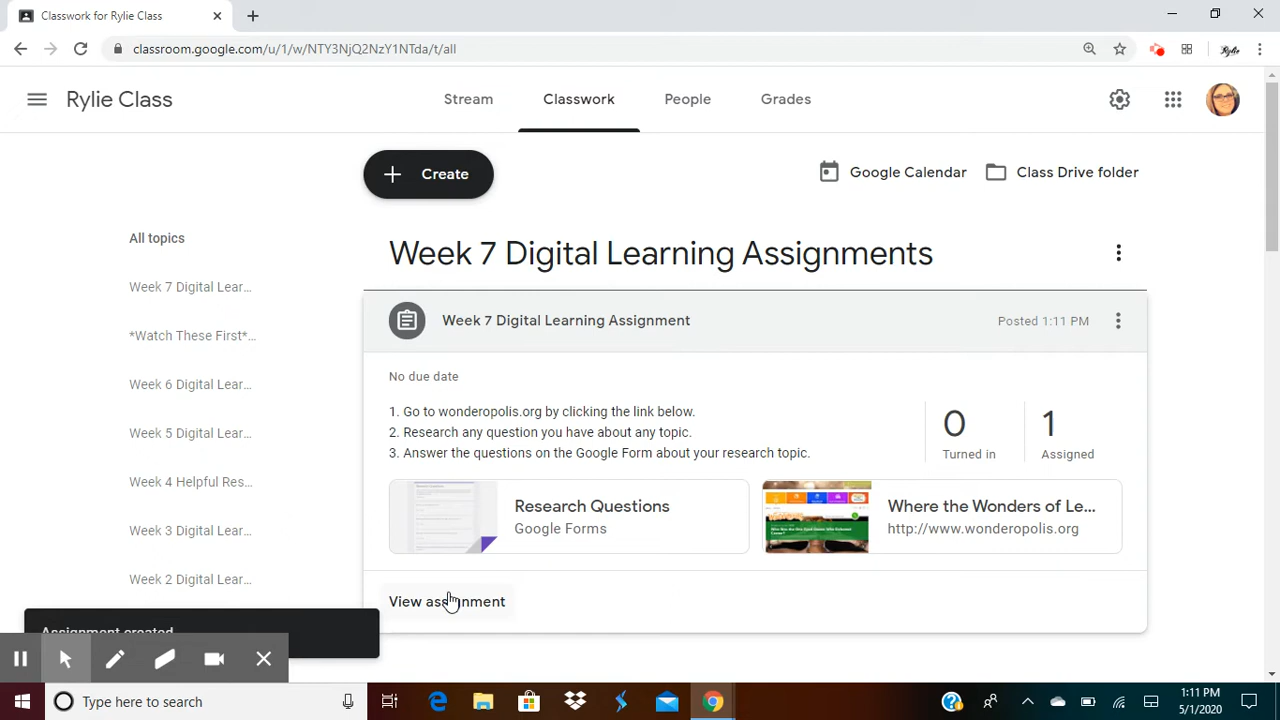 Classwork for Rylie Class
classroom.google.com/u/1/w/NTY3NjQ2NzY1NTda/t/all
Rylie
Rylie Class
Stream
Classwork
People
Grades
Create
Google Calendar
Class Drive folder
All topics
Week 7 Digital Lear...
*Watch These First*...
Week 6 Digital Lear...
Week 5 Digital Lear...
Week 4 Helpful Res...
Week 3 Digital Lear...
Week 2 Digital Lear...
Week 7 Digital Learning Assignments
Week 7 Digital Learning Assignment
Posted 1:11 PM
No due date
1. Go to wonderopolis.org by clicking the link below.
2. Research any question you have about any topic.
3. Answer the questions on the Google Form about your research topic.
0
Turned in
1
Assigned
Research Questions
Google Forms
Where the Wonders of Le...
http://www.wonderopolis.org
View assignment
Assignment created
Type here to search
1:11 PM
5/1/2020